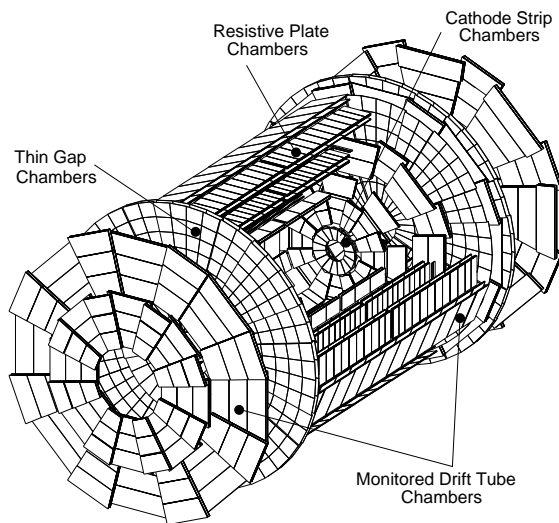 Resistive Plate
Chambers
Cathode Strip
Chambers
Thin Gap
Chambers
Monitored Drift Tube
Chambers